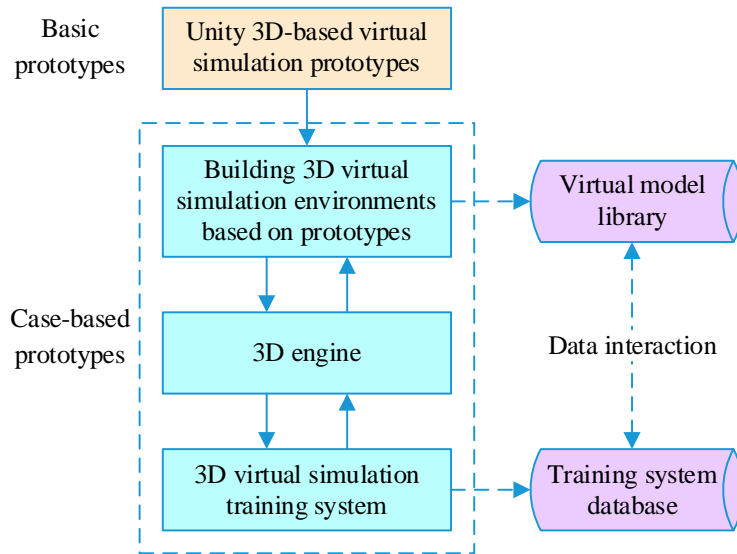 Basic
prototypes
Unity 3D-based virtual
simulation prototypes
Building 3D virtual
simulation environments
based on prototypes
Virtual model
library
Case-based
prototypes
3D engine
Data interaction
3D virtual simulation
training system
Training system
database